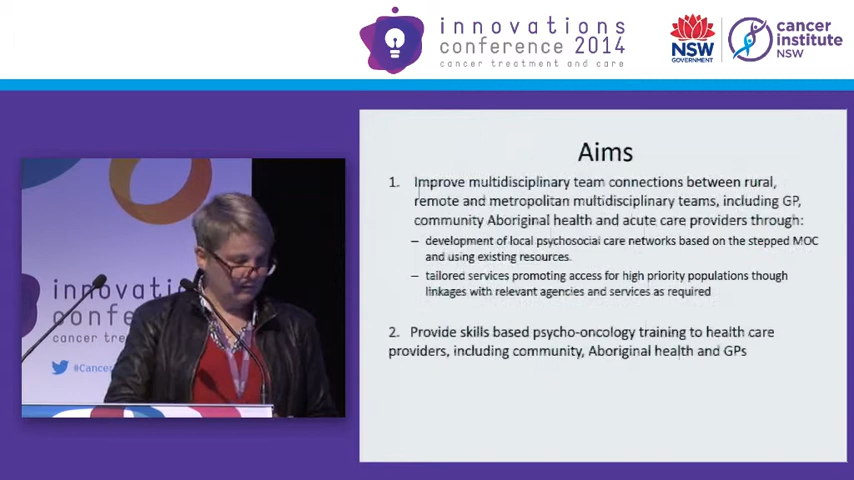 innovations
conference 2014
cancer treatment and care
NSW
GOVERNMENT
cancer
institute
NSW
Aims
1. Improve multidisciplinary team connections between rural,
remote and metropolitan multidisciplinary teams, including GP,
community Aboriginal health and acute care providers through:
– development of local psychosocial care networks based on the stepped MOC
and using existing resources.
– tailored services promoting access for high priority populations though
linkages with relevant agencies and services as required
2. Provide skills based psycho-oncology training to health care
providers, including community, Aboriginal health and GPs
innovati
confe
cancer trea
#Cancer